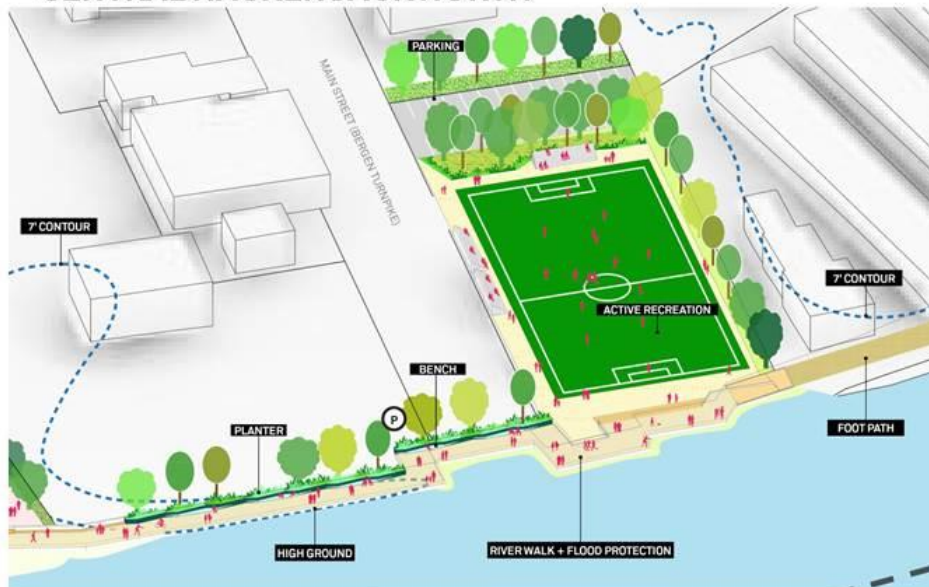 PARKING
MAIN STREET (BERGEN TURNPIKE)
7' CONTOUR
7' CONTOUR
ACTIVE RECREATION
BENCH
P
PLANTER
FOOT PATH
HIGH GROUND
RIVER WALK + FLOOD PROTECTION